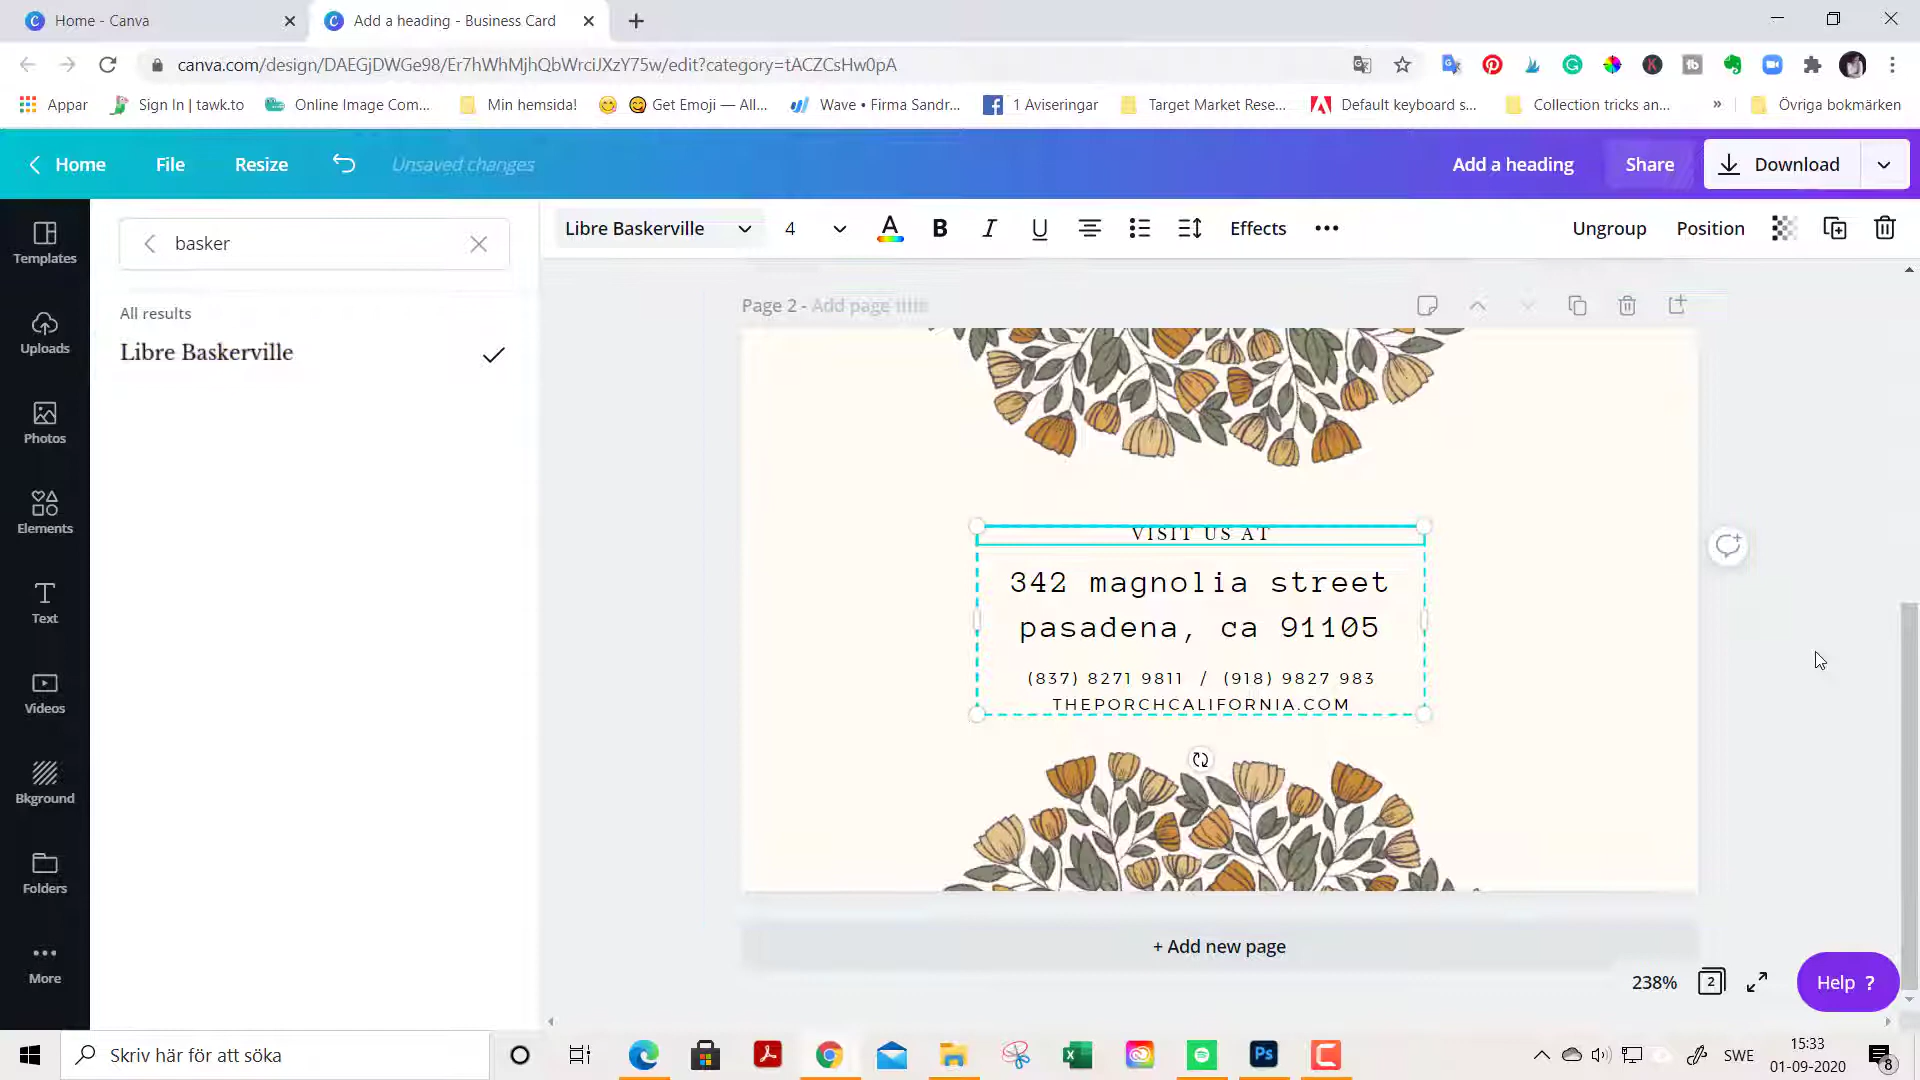 Home - Canva
Add a heading - Business Card
canva.com/design/DAEGjDWGe98/Er7hWhMjhQbWrciJXzY75w/edit?category=tACZCsHw0pA
Appar
Sign In | tawk.to
Online Image Com...
Min hemsida!
Get Emoji — All...
Wave • Firma Sandr...
1 Aviseringar
Target Market Rese...
Default keyboard s...
Collection tricks an...
»
Övriga bokmärken
Home
File
Resize
Unsaved changes
Add a heading
Share
Download
Templates
Uploads
Photos
Elements
Text
Videos
Bkground
Folders
More
basker
All results
Libre Baskerville
Libre Baskerville
4
A
B
I
U
Effects
Ungroup
Position
Page 2 - Add page
VISIT US AT
342 magnolia street
pasadena, ca 91105
(837) 8271 9811 / (918) 9827 983
THEPORCHCALIFORNIA.COM
+ Add new page
238%
2
Help ?
Skriv här för att söka
Ps
SWE
15:33
01-09-2020
8